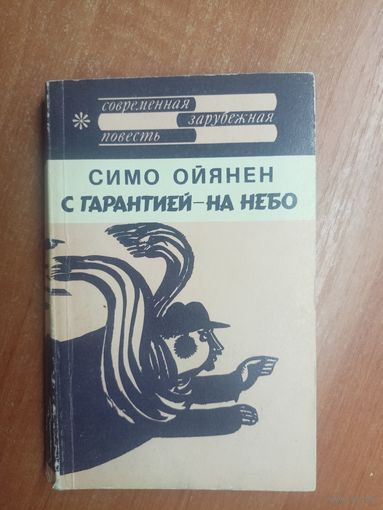 современная
* зарубежная
повесть
СИМО ОЙЯНЕН
С ГАРАНТИЕЙ–НА НЕБО